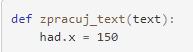 def zpracuj_text(text):
    had.x = 150